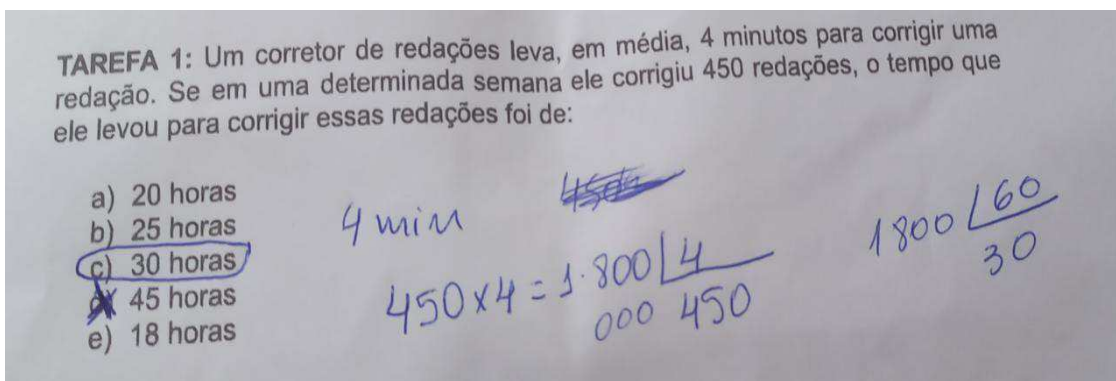 TAREFA 1: Um corretor de redações leva, em média, 4 minutos para corrigir uma
redação. Se em uma determinada semana ele corrigiu 450 redações, o tempo que
ele levou para corrigir essas redações foi de:
a) 20 horas
b) 25 horas
c) 30 horas
45 horas
e) 18 horas
4 min
450x4 = 1.800 4
000 450
1800 60
30